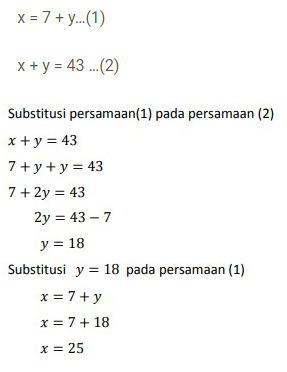 x = 7 + y...(1)
x + y = 43 ...(2)
Substitusi persamaan(1) pada persamaan (2)
x + y = 43
7 + y + y = 43
7 + 2y = 43
2y = 43 − 7
y = 18
Substitusi y = 18 pada persamaan (1)
x = 7 + y
x = 7 + 18
x = 25